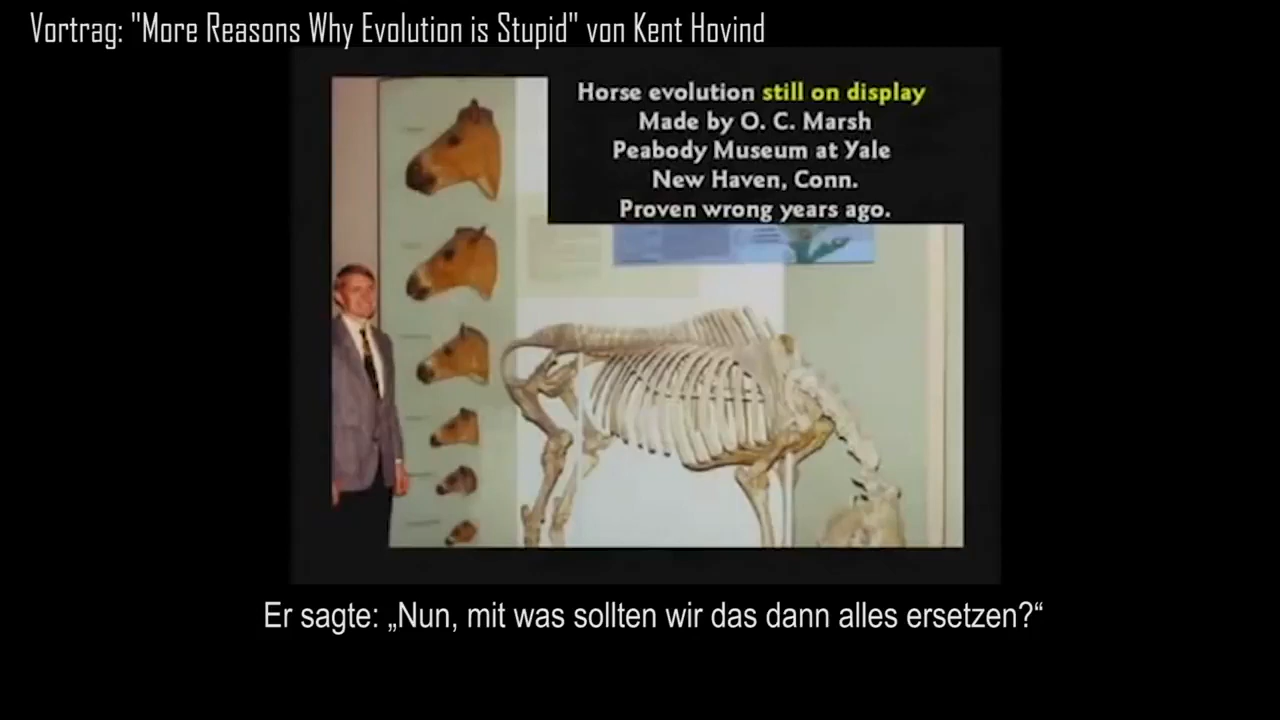 Vortrag: "More Reasons Why Evolution is Stupid" von Kent Hovind
Horse evolution still on display
Made by O. C. Marsh
Peabody Museum at Yale
New Haven, Conn.
Proven wrong years ago.
Er sagte: „Nun, mit was sollten wir das dann alles ersetzen?“